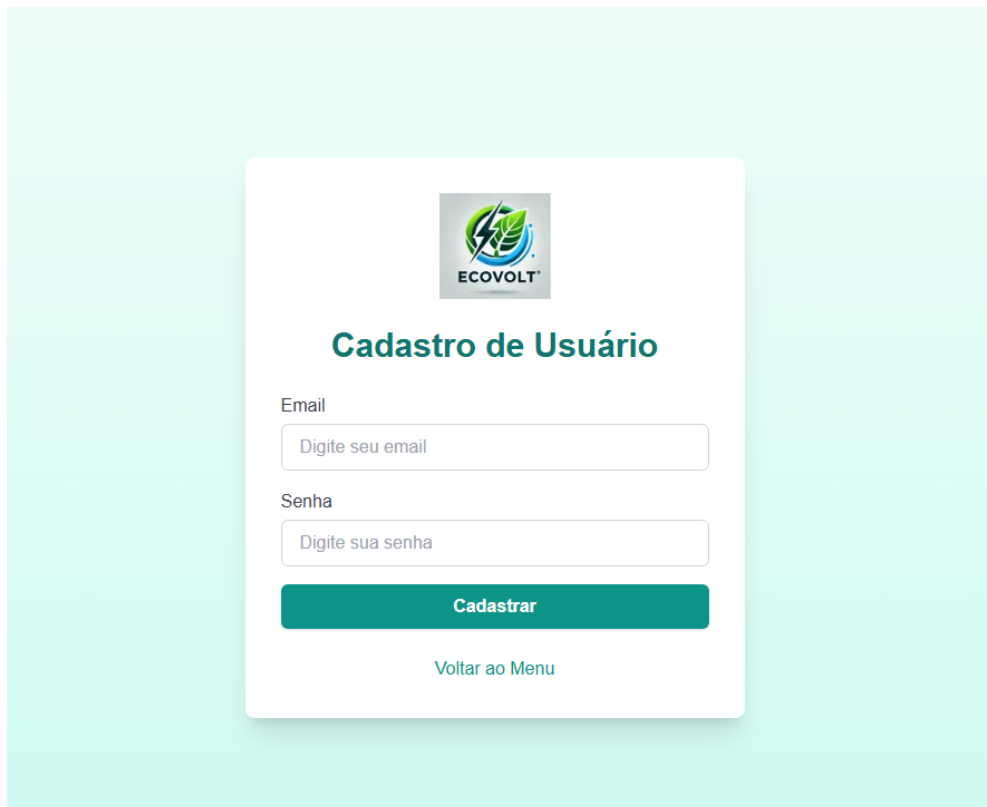 ECOVOLT®
Cadastro de Usuário
Email
Digite seu email
Senha
Digite sua senha
Cadastrar
Voltar ao Menu